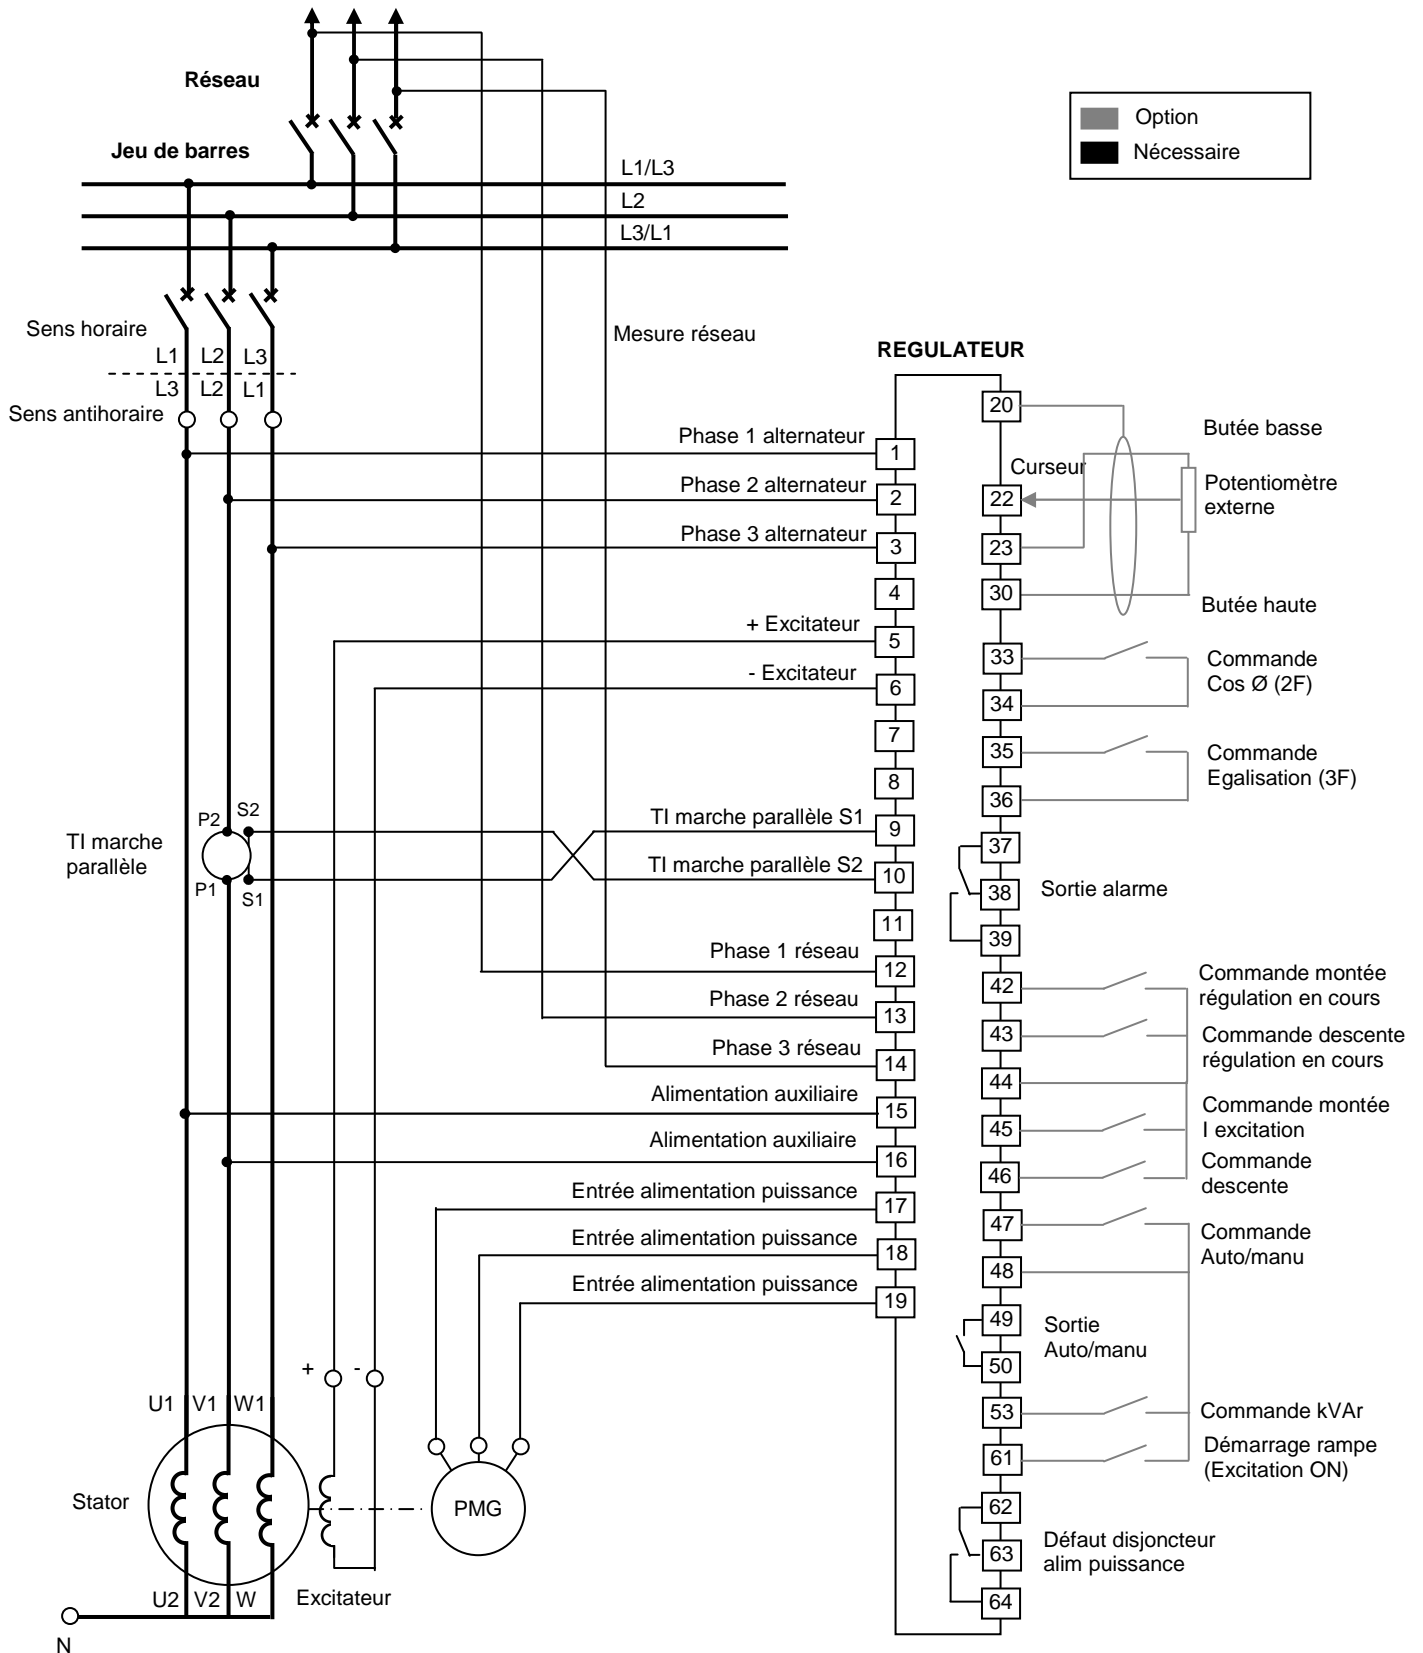 Réseau
Option
Nécessaire
Jeu de barres
L1/L3
L2
L3/L1
Sens horaire
Mesure réseau
L1
L2
L3
L3
L2
L1
Sens antihoraire
REGULATEUR
Phase 1 alternateur
1
Phase 2 alternateur
2
Phase 3 alternateur
3
4
+ Excitateur
5
- Excitateur
6
7
8
TI marche parallèle S1
9
TI marche parallèle S2
10
11
Phase 1 réseau
12
Phase 2 réseau
13
Phase 3 réseau
14
Alimentation auxiliaire
15
Alimentation auxiliaire
16
Entrée alimentation puissance
17
Entrée alimentation puissance
18
Entrée alimentation puissance
19
20
Butée basse
Curseur
22
Potentiomètre
externe
23
30
Butée haute
33
Commande
Cos Ø (2F)
34
35
Commande
Egalisation (3F)
36
37
38
Sortie alarme
39
42
Commande montée
régulation en cours
43
Commande descente
régulation en cours
44
45
Commande montée
I excitation
46
Commande
descente
47
Commande
Auto/manu
48
49
Sortie
Auto/manu
50
53
Commande kVAr
61
Démarrage rampe
(Excitation ON)
62
63
Défaut disjoncteur
alim puissance
64
TI marche
parallèle
P2
S2
P1
S1
+
-
U1
V1
W1
Stator
PMG
U2
V2
W
Excitateur
N